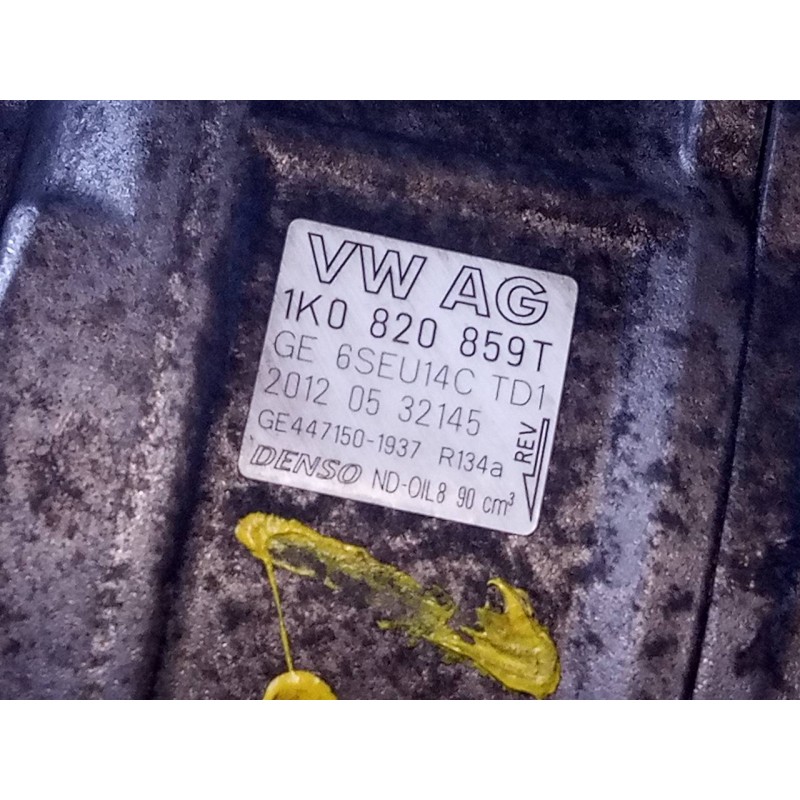 VW AG
1K0 820 859T
GE 6SEU14C TD1
2012 05 32145
GE447150-1937 R134a
DENSO ND-OIL8 90 cm³
REV